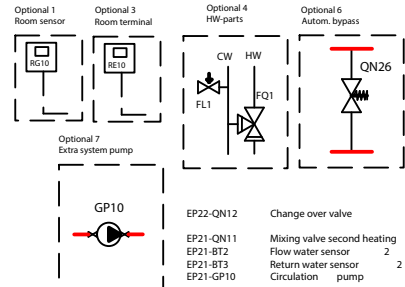 Optional 1
Room sensor
Optional 3
Room terminal
Optional 4
HW-parts
Optional 6
Autom. bypass
RG10
RE10
CW HW
FL1
FQ1
QN26
Optional 7
Extra system pump
GP10
EP22-QN12 Change over valve
EP21-QN11 Mixing valve second heating
EP21-BT2 Flow water sensor 2
EP21-BT3 Return water sensor 2
EP21-GP10 Circulation pump